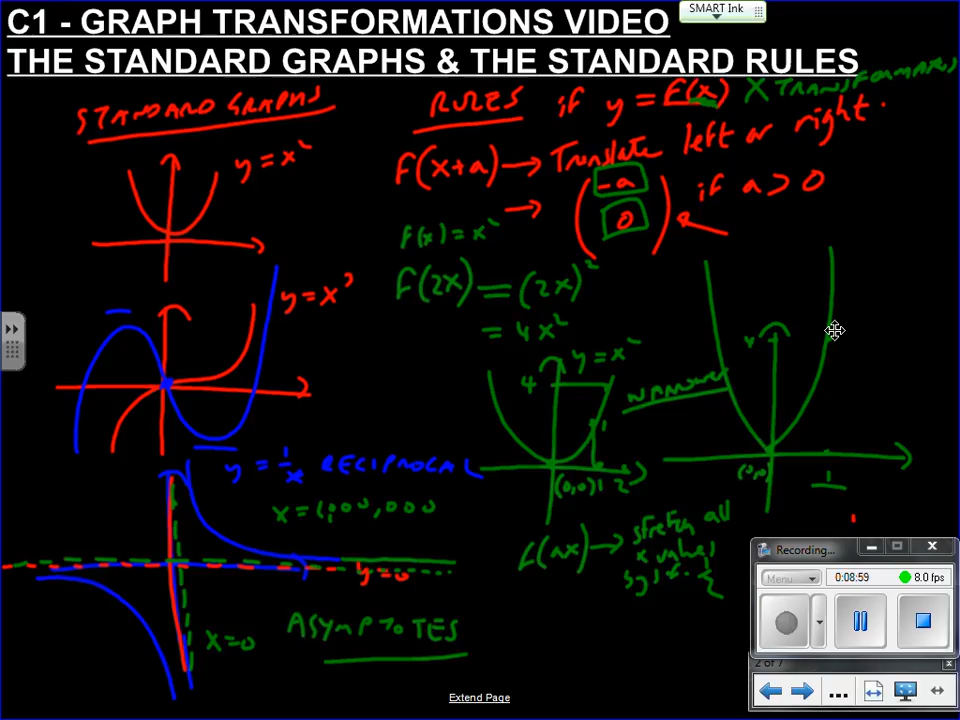 C1 - GRAPH TRANSFORMATIONS VIDEO
SMART Ink
THE STANDARD GRAPHS & THE STANDARD RULES
STANDARD GRAPHS
y = x²
y = x³
y = 1/x RECIPROCAL
x = 1,000,000
y=0
x=0
ASYMPTOTES
RULES if y = F(x) X TRANSFORMATIONS
F(x+a) → Translate left or right.
→ (-a 0) if a > 0
F(x) = x²
F(2x) = (2x)²
= 4x²
y = x²
4
1
(0,0) 1 2
NARROWER
4
(0,0)
1
f(ax) → stretch all
x values
by s.f.
Recording...
Menu
0:08:59
8.0 fps
2 of 7
Extend Page